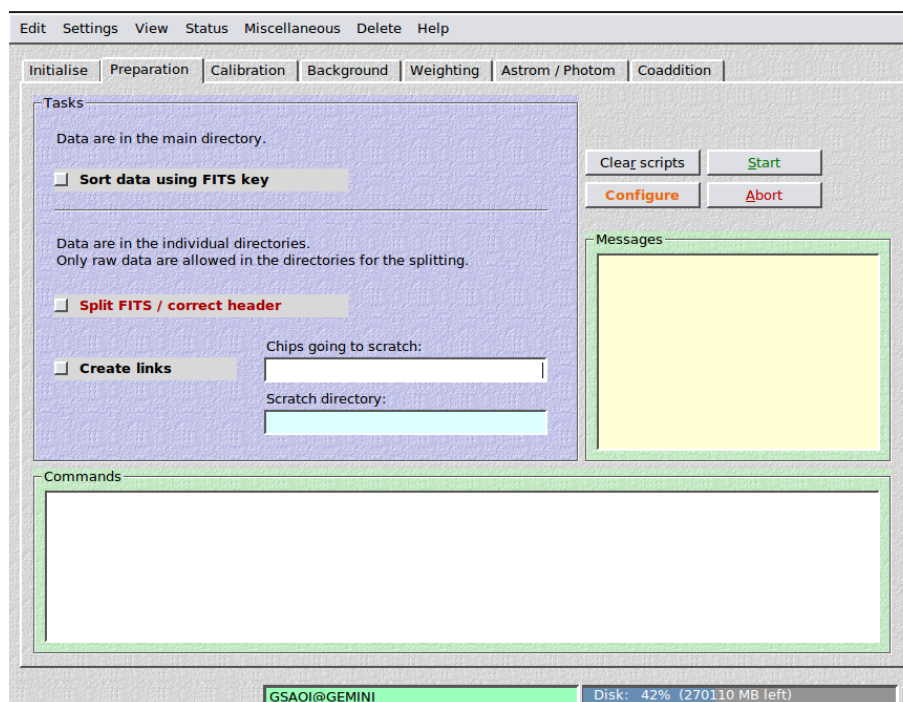 Edit Settings View Status Miscellaneous Delete Help
Initialise Preparation Calibration Background Weighting Astrom / Photom Coaddition
Tasks
Data are in the main directory.
Sort data using FITS key
Data are in the individual directories.
Only raw data are allowed in the directories for the splitting.
Split FITS / correct header
Chips going to scratch:
Create links
Scratch directory:
Clear scripts Start
Configure Abort
Messages
Commands
GSAOI@GEMINI Disk: 42% (270110 MB left)